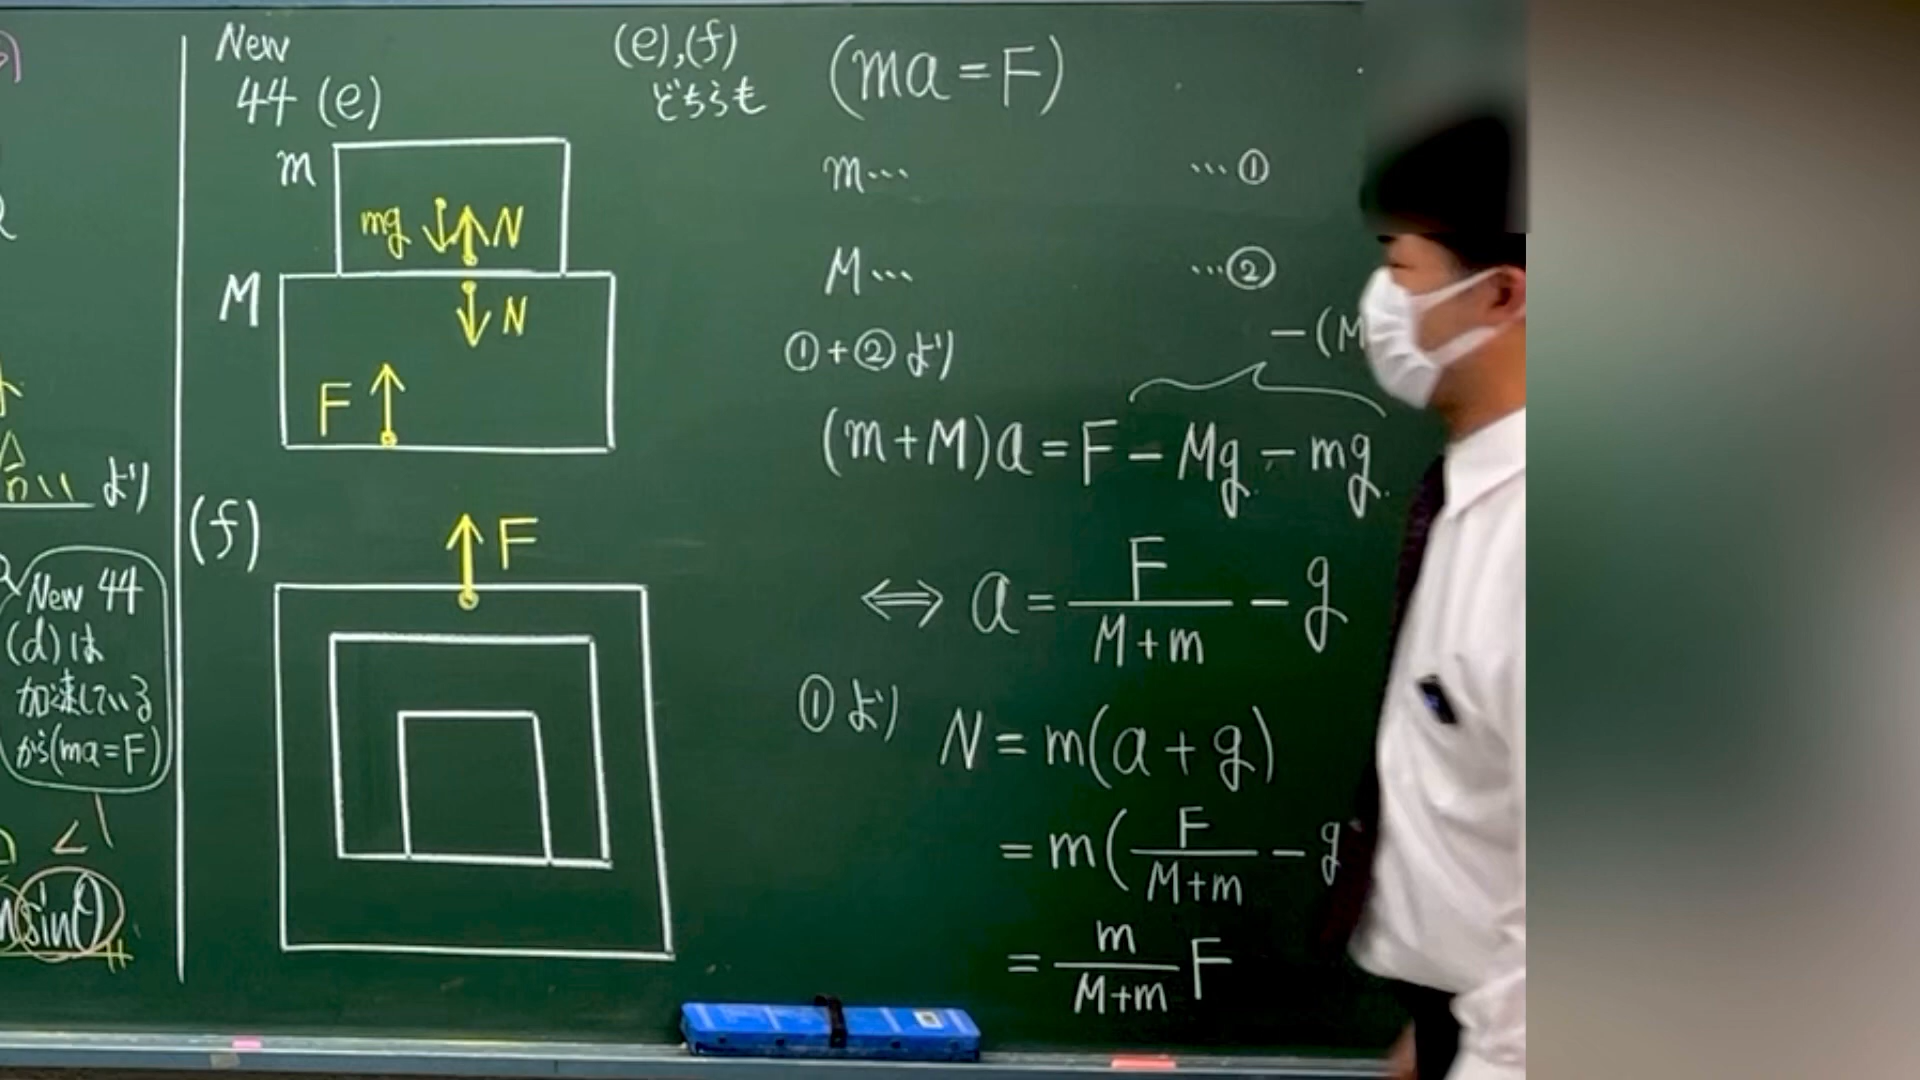 より
New 44
(d)は
加速している
から(ma=F)
sinθ
New
44 (e)
m
mg N
M
N
F
(f)
F
(e),(f)
どちらも
(ma=F)
m… …①
M… …②
①+②より
-(M
(m+M)a=F-Mg-mg
⇔ a=F/(M+m)-g
①より N=m(a+g)
=m(F/(M+m)-g
=m/(M+m) F